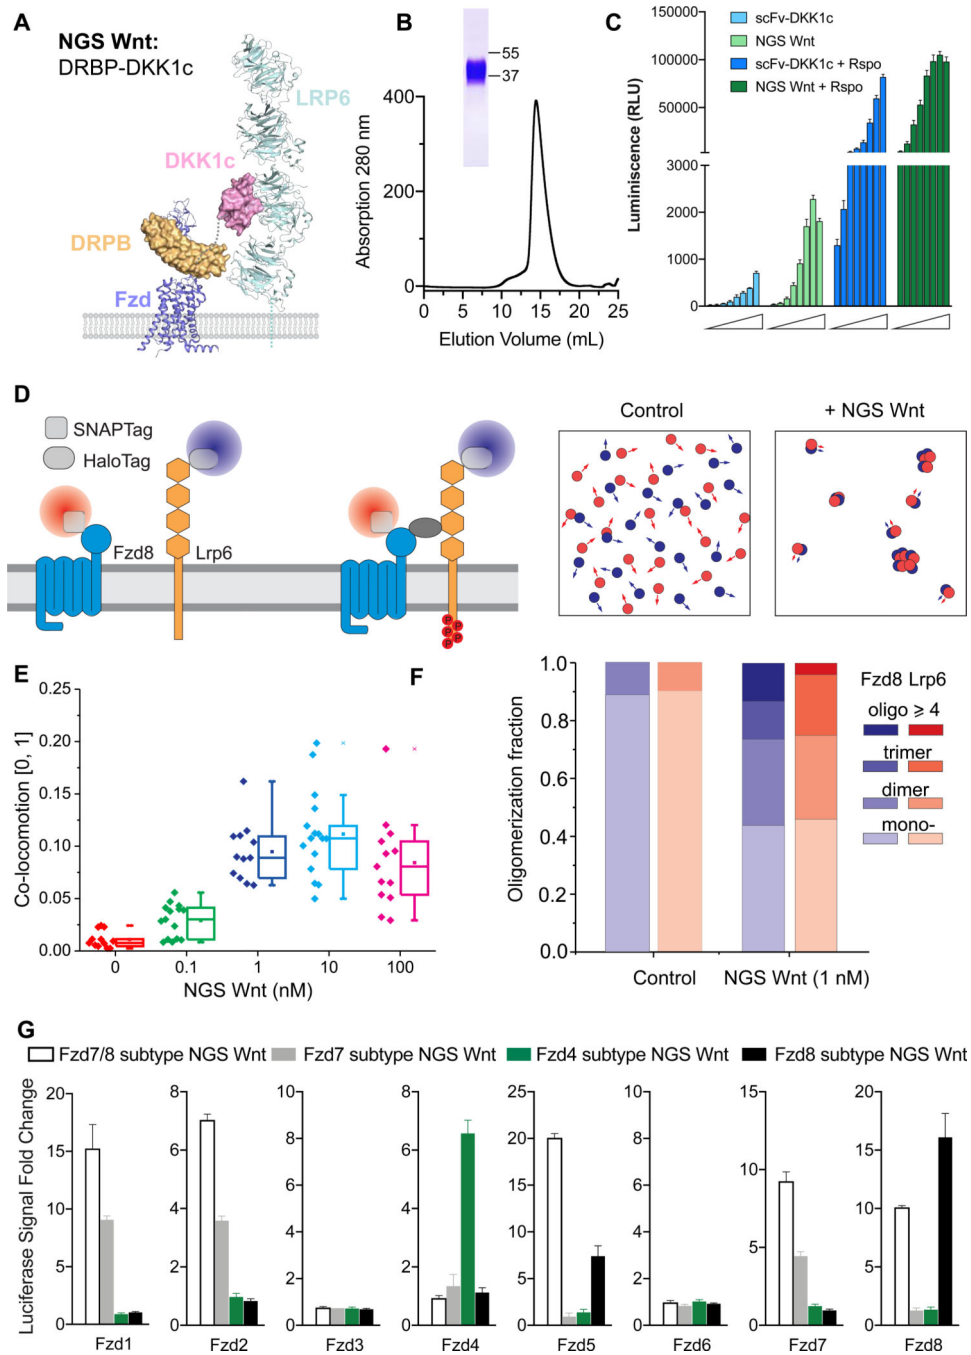 A
NGS Wnt:
DRBP-DKK1c
LRP6
DKK1c
DRPB
Fzd
B
55
37
400
200
0
Absorption 280 nm
0 5 10 15 20 25
Elution Volume (mL)
C
150000
100000
50000
3000
2000
1000
0
Luminiscence (RLU)
scFv-DKK1c
NGS Wnt
scFv-DKK1c + Rspo
NGS Wnt + Rspo
D
SNAPTag
HaloTag
Fzd8
Lrp6
P
P
P
P
P
Control
+ NGS Wnt
E
0.25
0.20
0.15
0.10
0.05
0.00
Co-locomotion [0, 1]
0 0.1 1 10 100
NGS Wnt (nM)
F
1.0
0.8
0.6
0.4
0.2
0.0
Oligomerization fraction
Control NGS Wnt (1 nM)
Fzd8 Lrp6
oligo ⩾ 4
trimer
dimer
mono-
G
Fzd7/8 subtype NGS Wnt
Fzd7 subtype NGS Wnt
Fzd4 subtype NGS Wnt
Fzd8 subtype NGS Wnt
Luciferase Signal Fold Change
20
15
10
5
0
Fzd1
8
6
4
2
0
Fzd2
10
8
6
4
2
0
Fzd3
8
6
4
2
0
Fzd4
25
20
15
10
5
0
Fzd5
10
8
6
4
2
0
Fzd6
15
10
5
0
Fzd7
20
15
10
5
0
Fzd8